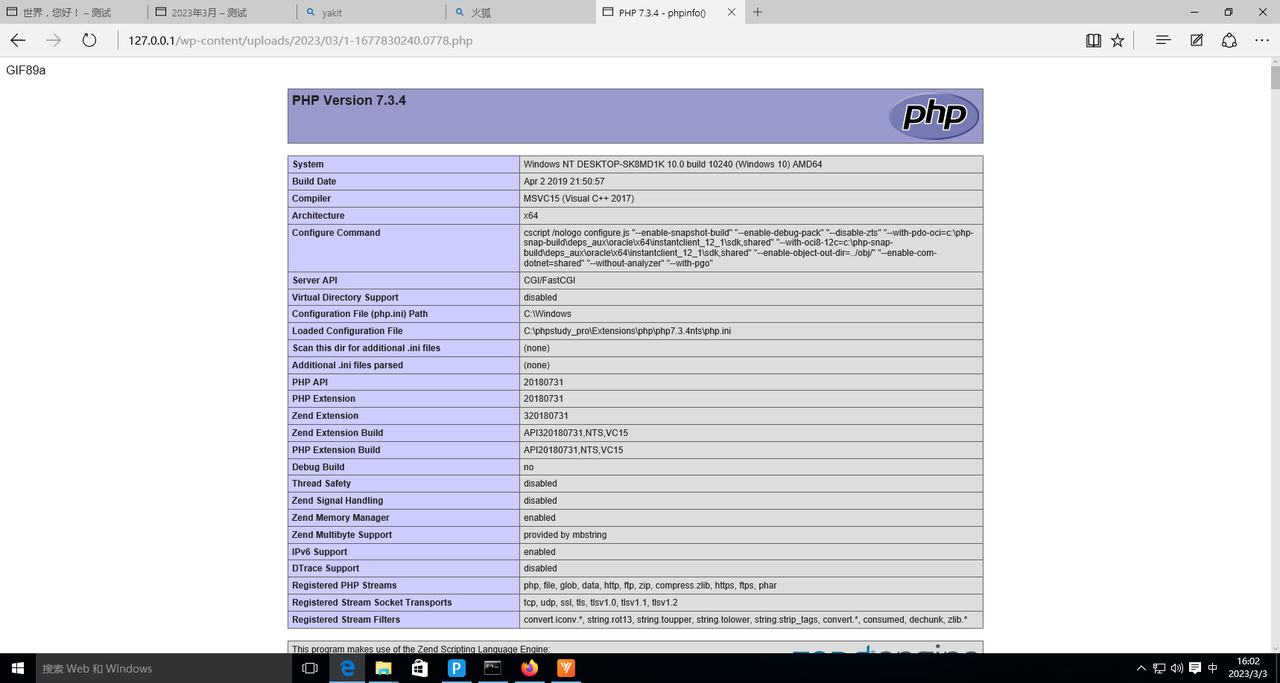 世界，您好！ – 测试
2023年3月 – 测试
yakit
火狐
PHP 7.3.4 - phpinfo()
127.0.0.1/wp-content/uploads/2023/03/1-1677830240.0778.php
GIF89a
PHP Version 7.3.4
php
System Windows NT DESKTOP-SK8MD1K 10.0 build 10240 (Windows 10) AMD64
Build Date Apr 2 2019 21:50:57
Compiler MSVC15 (Visual C++ 2017)
Architecture x64
Configure Command cscript /nologo configure.js "--enable-snapshot-build" "--enable-debug-pack" "--disable-zts" "--with-pdo-oci=c:\php-
snap-build\deps_aux\oracle\x64\instantclient_12_1\sdk,shared" "--with-oci8-12c=c:\php-snap-
build\deps_aux\oracle\x64\instantclient_12_1\sdk,shared" "--enable-object-out-dir=../obj/" "--enable-com-
dotnet=shared" "--without-analyzer" "--with-pgo"
Server API CGI/FastCGI
Virtual Directory Support disabled
Configuration File (php.ini) Path C:\Windows
Loaded Configuration File C:\phpstudy_pro\Extensions\php\php7.3.4nts\php.ini
Scan this dir for additional .ini files (none)
Additional .ini files parsed (none)
PHP API 20180731
PHP Extension 20180731
Zend Extension 320180731
Zend Extension Build API320180731,NTS,VC15
PHP Extension Build API20180731,NTS,VC15
Debug Build no
Thread Safety disabled
Zend Signal Handling disabled
Zend Memory Manager enabled
Zend Multibyte Support provided by mbstring
IPv6 Support enabled
DTrace Support disabled
Registered PHP Streams php, file, glob, data, http, ftp, zip, compress.zlib, https, ftps, phar
Registered Stream Socket Transports tcp, udp, ssl, tls, tlsv1.0, tlsv1.1, tlsv1.2
Registered Stream Filters convert.iconv.*, string.rot13, string.toupper, string.tolower, string.strip_tags, convert.*, consumed, dechunk, zlib.*
This program makes use of the Zend Scripting Language Engine:
搜索 Web 和 Windows
中
16:02
2023/3/3